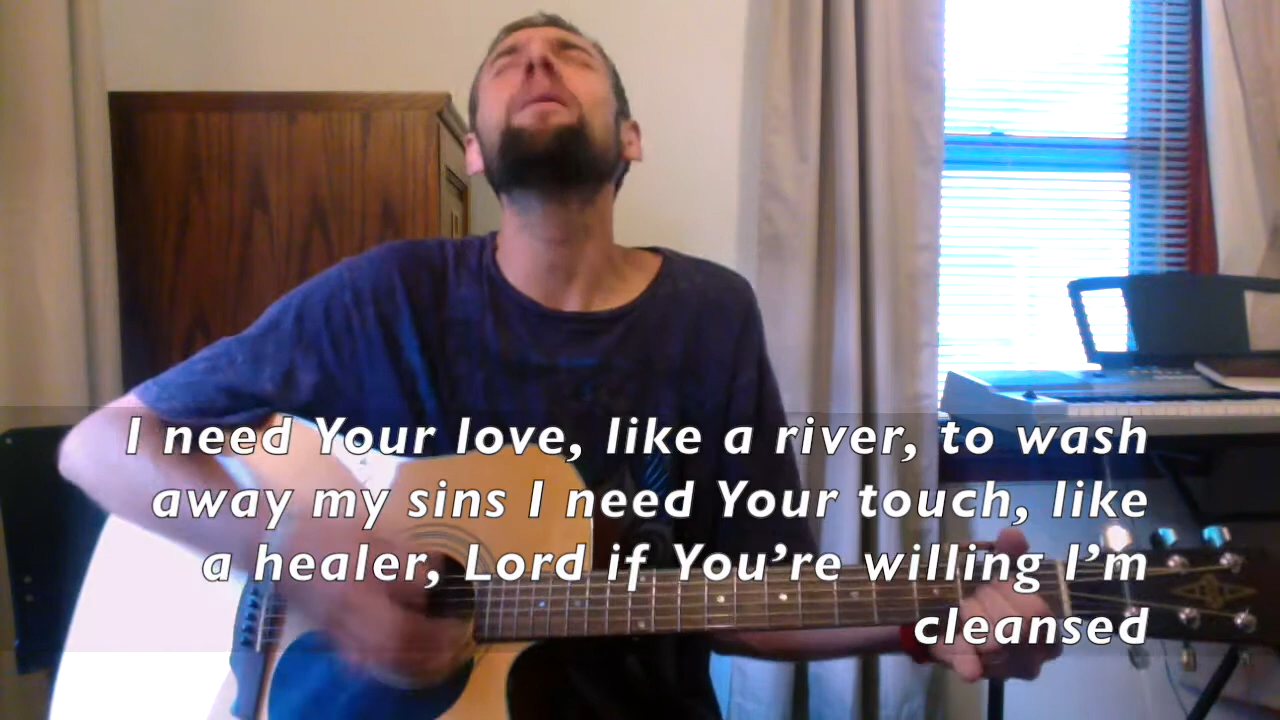 I need Your love, like a river, to wash
away my sins I need Your touch, like
a healer, Lord if You’re willing I’m
cleansed